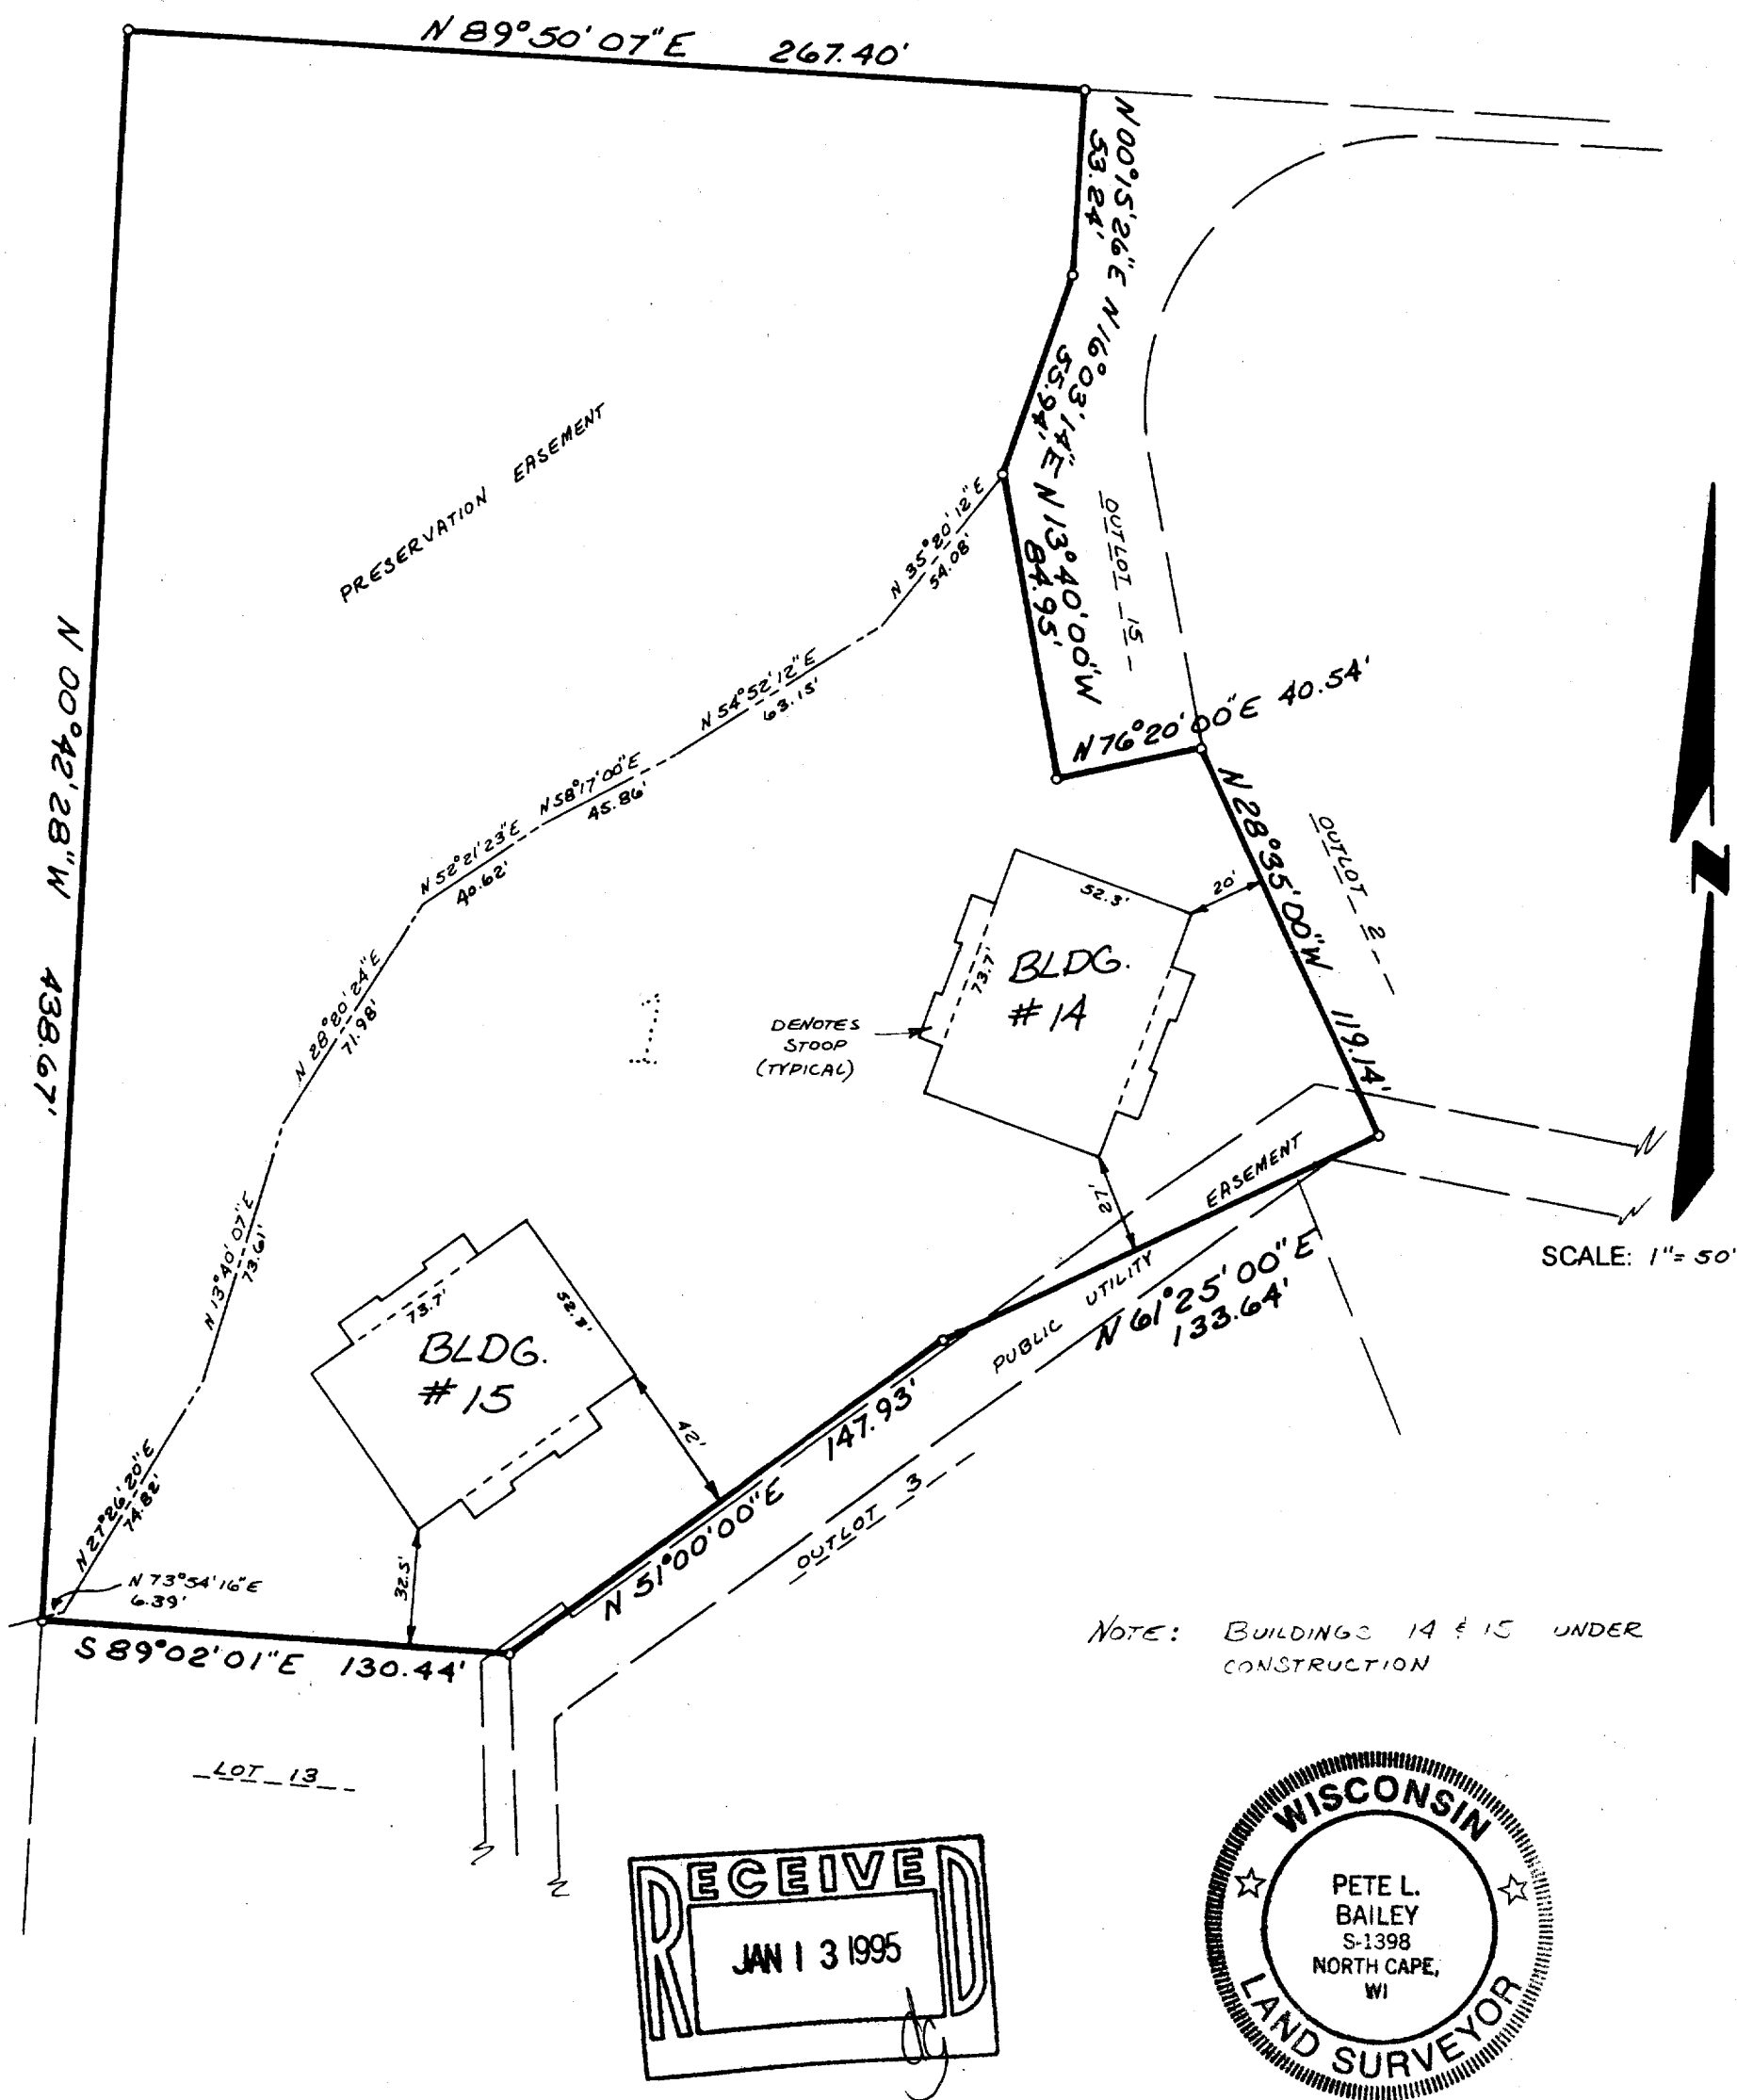 N 89°50'07"E 267.40'
N 00°15'26"E
53.24'
N 16°03'14"E
55.94'
N 13°40'00"W
84.95'
OUTLOT 15
PRESERVATION EASEMENT
N 35°20'12"E
54.08'
N 54°52'12"E
63.15'
N 58°17'00"E
45.86'
N 52°21'23"E
40.62'
N 28°20'24"E
71.98'
N 13°40'07"E
73.61'
N 27°26'20"E
74.82'
N 73°54'16"E
6.39'
N 00°42'28"W 438.67'
N 76°20'00"E 40.54'
N 28°35'00"W 119.14'
OUTLOT 2
20'
52.3'
73.7'
BLDG.
# 14
DENOTES
STOOP
(TYPICAL)
1
27'
PUBLIC UTILITY EASEMENT
N 61°25'00"E
133.64'
N
SCALE: 1"= 50'
73.7'
52.3'
BLDG.
# 15
42'
32.5'
N 51°00'00"E 147.93'
OUTLOT 3
S 89°02'01"E 130.44'
LOT 13
NOTE: BUILDINGS 14 & 15 UNDER
CONSTRUCTION
RECEIVED
JAN 13 1995
WISCONSIN
PETE L.
BAILEY
S-1398
NORTH CAPE,
WI
LAND SURVEYOR